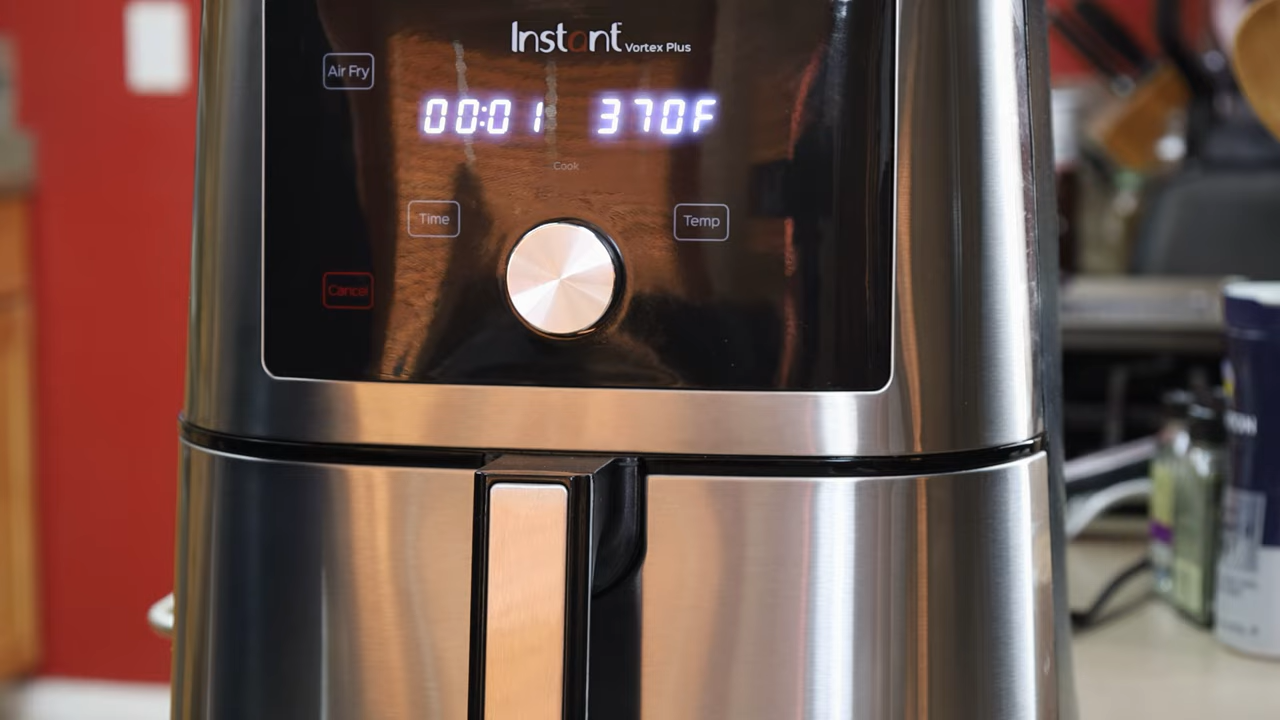 Instant Vortex Plus
Air Fry
00:01 370F
Cook
Time Temp
Cancel